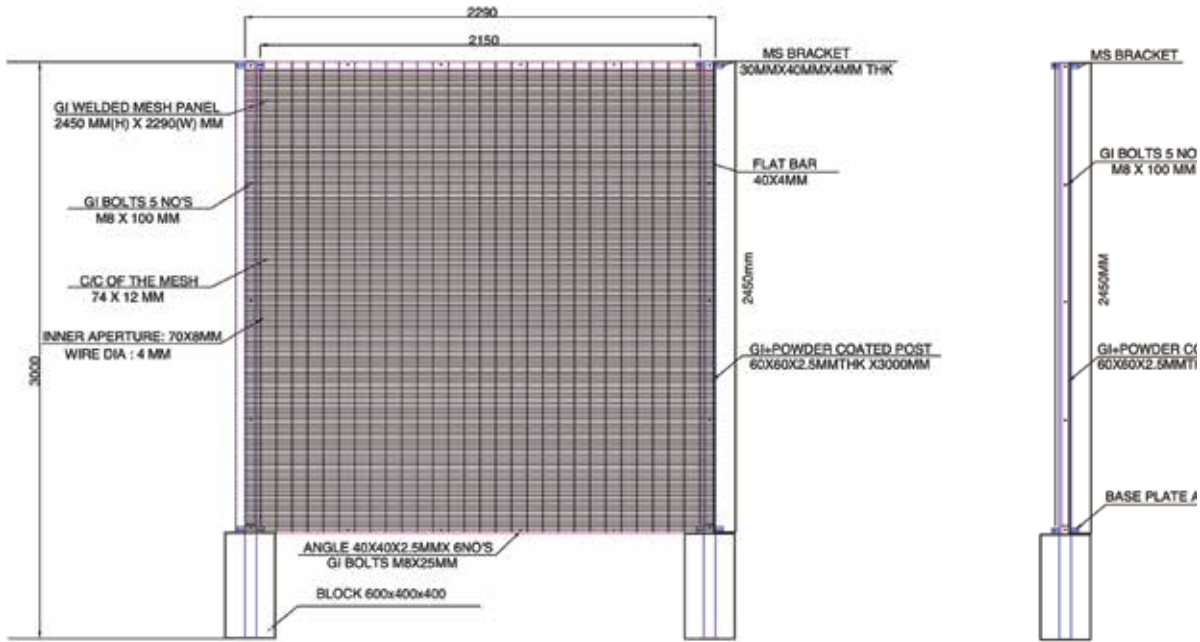 2290
2150
MS BRACKET
30MMX40MMX4MM THK
GI WELDED MESH PANEL
2450 MM(H) X 2290(W) MM
FLAT BAR
40X4MM
GI BOLTS 5 NO'S
M8 X 100 MM
C/C OF THE MESH
74 X 12 MM
2450mm
INNER APERTURE: 70X8MM
WIRE DIA : 4 MM
3000
GI+POWDER COATED POST
60X60X2.5MMTHK X3000MM
ANGLE 40X40X2.5MMX 6NO'S
GI BOLTS M8X25MM
BLOCK 600x400x400
MS BRACKET
GI BOLTS 5 NO
M8 X 100 MM
2450MM
GI+POWDER CO
60X60X2.5MMTH
BASE PLATE A